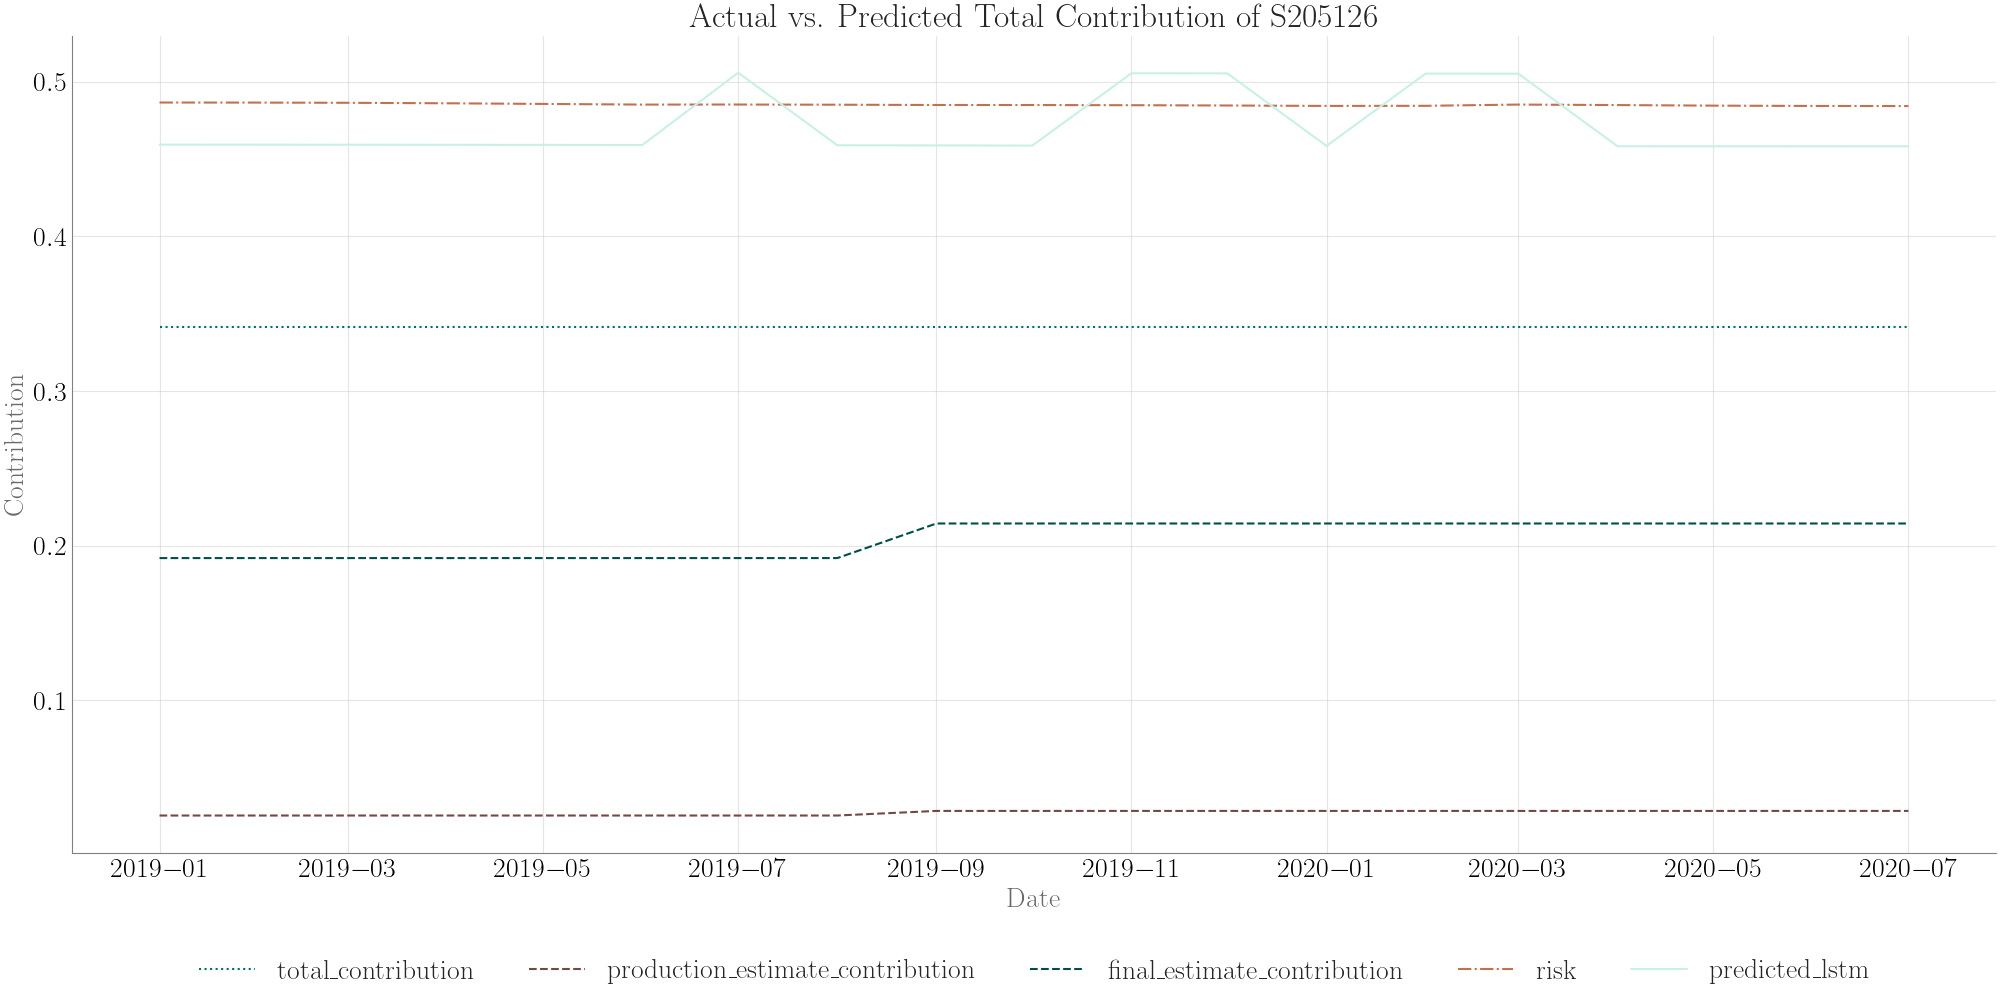 Actual vs. Predicted Total Contribution of S205126
0.5
0.4
0.3
0.2
0.1
Contribution
2019–01 2019–03 2019–05 2019–07 2019–09 2019–11 2020–01 2020–03 2020–05 2020–07
Date
total_contribution production_estimate_contribution final_estimate_contribution risk predicted_lstm